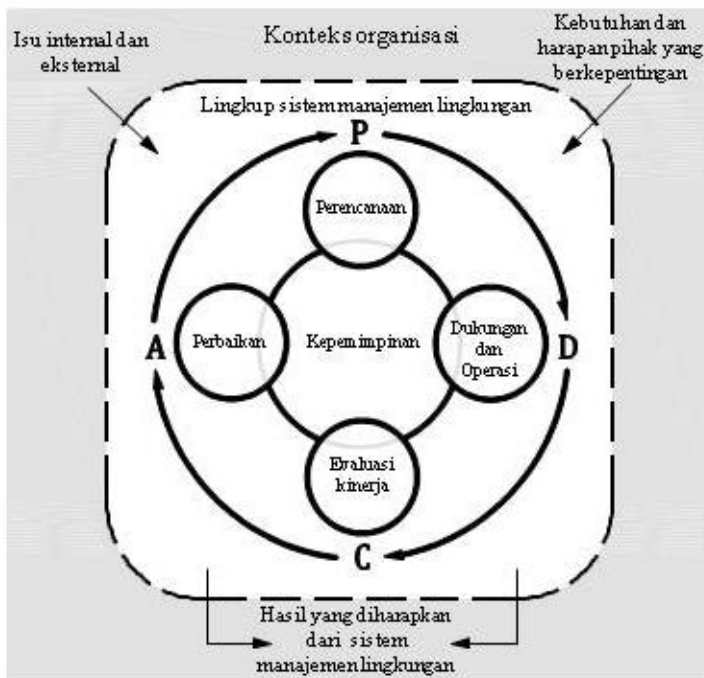 Isu internal dan
eksternal
Konteks organisasi
Kebutuhan dan
harapan pihak yang
berkepentingan
Lingkup sistem manajemen lingkungan
P
Perencanaan
A
Perbaikan
Kepemimpinan
Dukungan
dan
Operasi
D
Evaluasi
kinerja
C
Hasil yang diharapkan
dari sistem
manajemen lingkungan